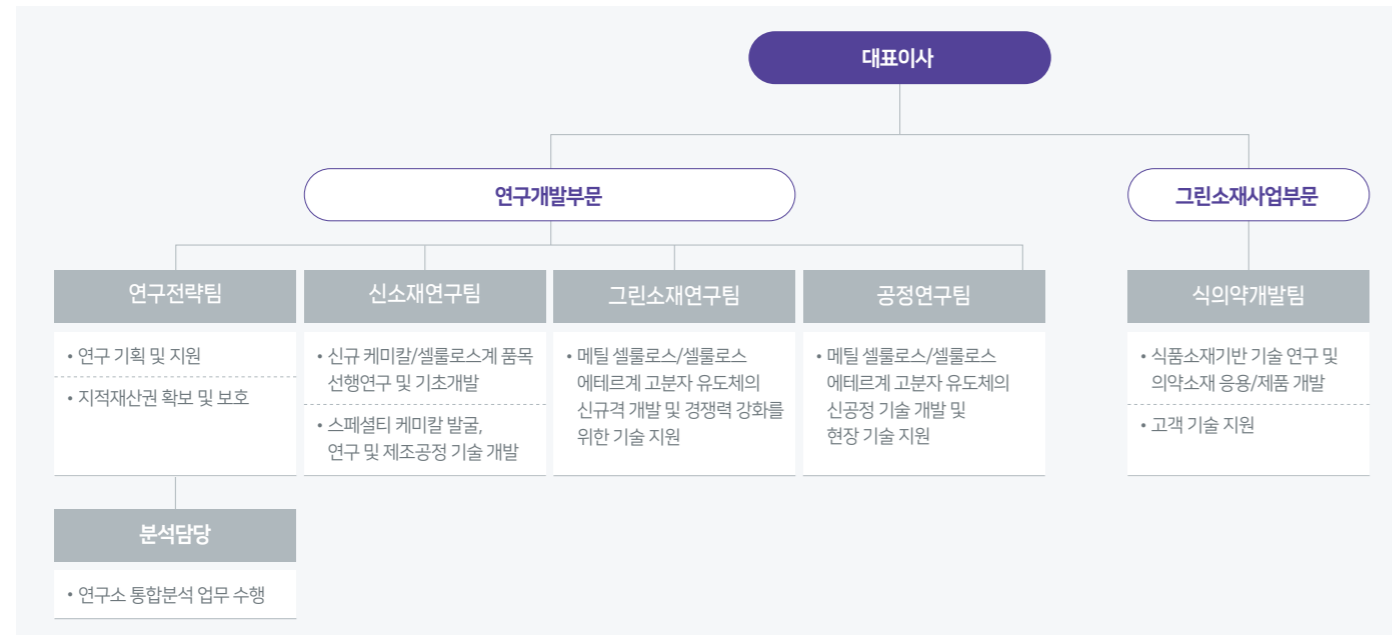 대표이사
연구개발부문
그린소재사업부문
연구전략팀
• 연구 기획 및 지원
• 지적재산권 확보 및 보호
신소재연구팀
• 신규 케미칼/셀룰로스계 품목
선행연구 및 기초개발
• 스페셜티 케미칼 발굴,
연구 및 제조공정 기술 개발
그린소재연구팀
• 메틸 셀룰로스/셀룰로스
에테르계 고분자 유도체의
신규격 개발 및 경쟁력 강화를
위한 기술 지원
공정연구팀
• 메틸 셀룰로스/셀룰로스
에테르계 고분자 유도체의
신공정 기술 개발 및
현장 기술 지원
식의약개발팀
• 식품소재기반 기술 연구 및
의약소재 응용/제품 개발
• 고객 기술 지원
분석담당
• 연구소 통합분석 업무 수행